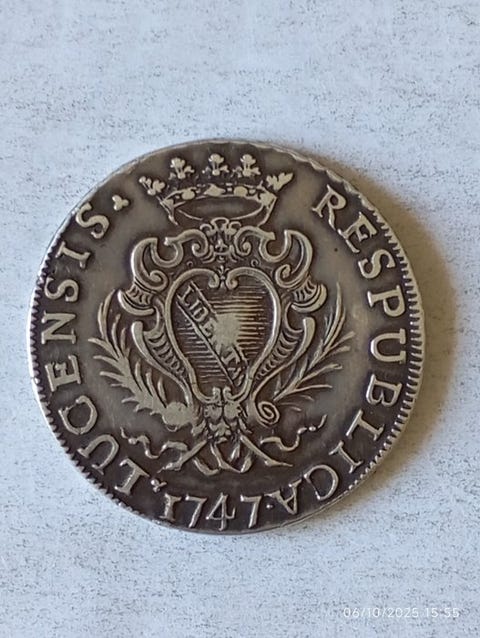 RESPUBLICA
LUCENSIS
LIBERTAS
1747
06/10/2025 15:55